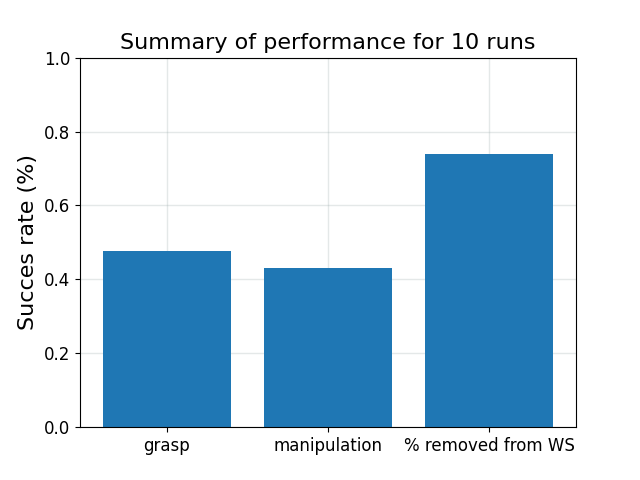 Summary of performance for 10 runs
Succes rate (%)
1.0
0.8
0.6
0.4
0.2
0.0
grasp manipulation % removed from WS